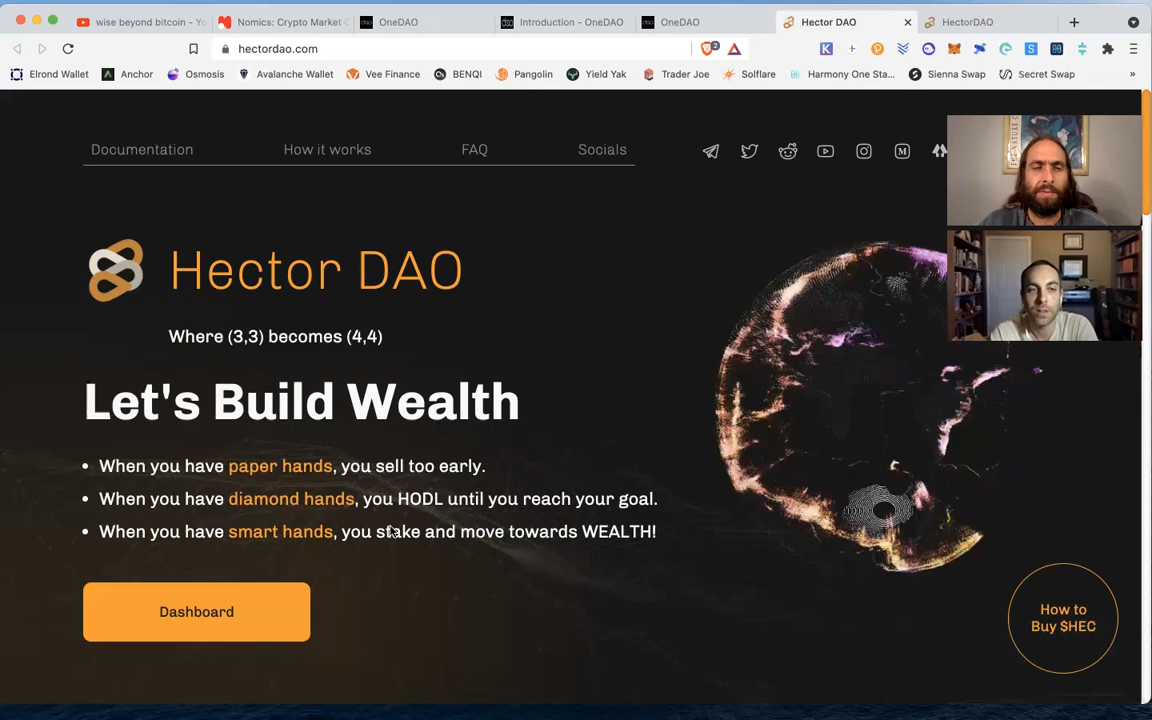 wise beyond bitcoin - Yo
Nomics: Crypto Market C
OneDAO
Introduction - OneDAO
OneDAO
Hector DAO
HectorDAO
hectordao.com
2
Elrond Wallet
Anchor
Osmosis
Avalanche Wallet
Vee Finance
BENQI
Pangolin
Yield Yak
Trader Joe
Solflare
Harmony One Sta...
Sienna Swap
Secret Swap
Documentation
How it works
FAQ
Socials
Hector DAO
Where (3,3) becomes (4,4)
Let's Build Wealth
• When you have paper hands, you sell too early.
• When you have diamond hands, you HODL until you reach your goal.
• When you have smart hands, you stake and move towards WEALTH!
Dashboard
How to
Buy $HEC